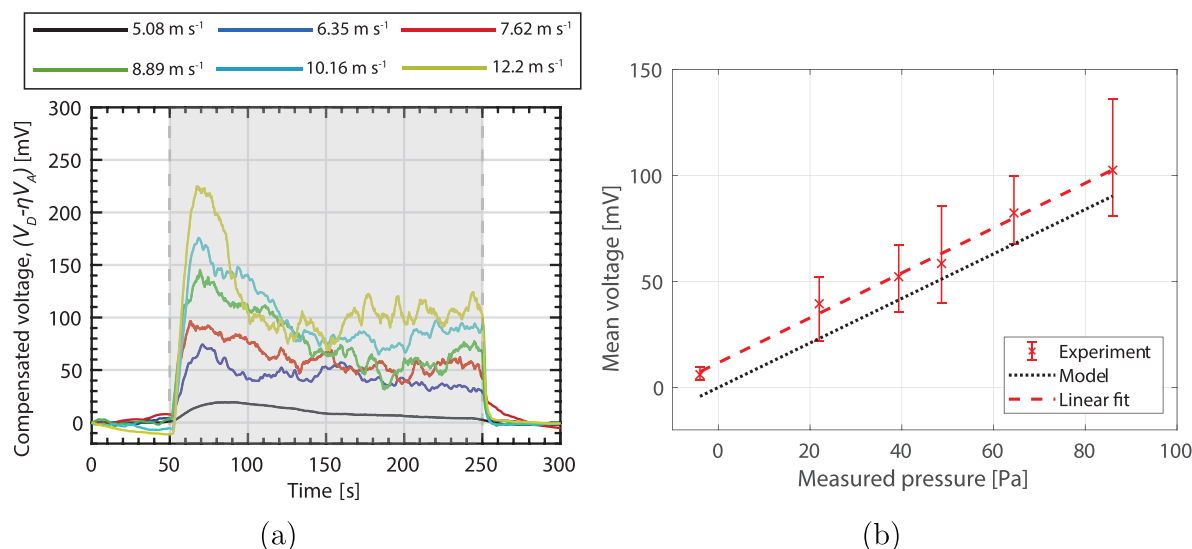 5.08 m s⁻¹ 6.35 m s⁻¹ 7.62 m s⁻¹
8.89 m s⁻¹ 10.16 m s⁻¹ 12.2 m s⁻¹
Compensated voltage, (V_D-ηV_A) [mV]
300
250
200
150
100
50
0
0 50 100 150 200 250 300
Time [s]
(a)
Mean voltage [mV]
150
100
50
0
0 20 40 60 80 100
Measured pressure [Pa]
Experiment
Model
Linear fit
(b)